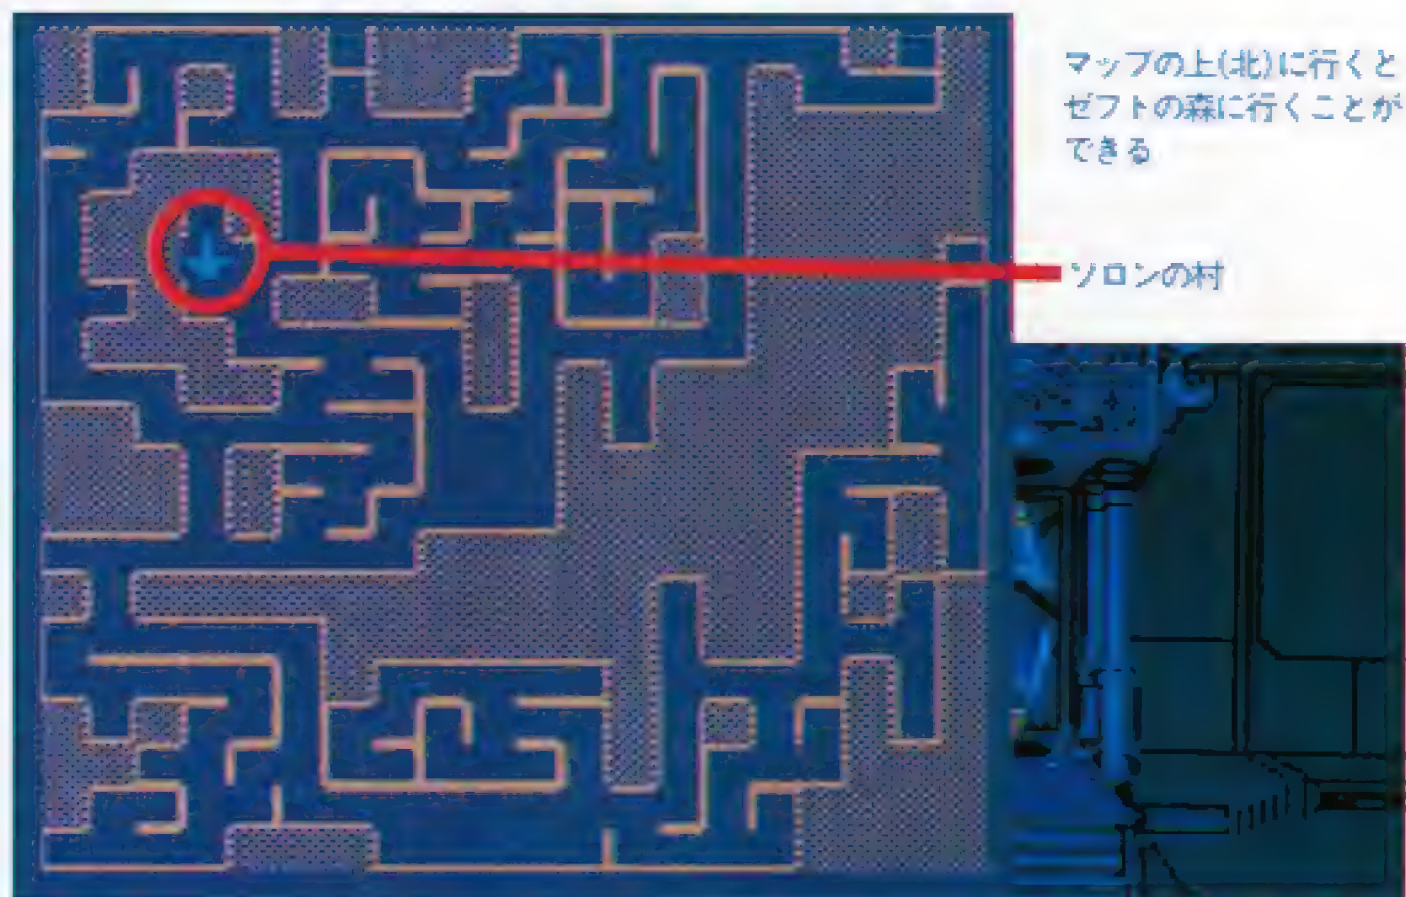 マップの上(北)に行くと
ゼフトの森に行くことが
できる
ソロンの村